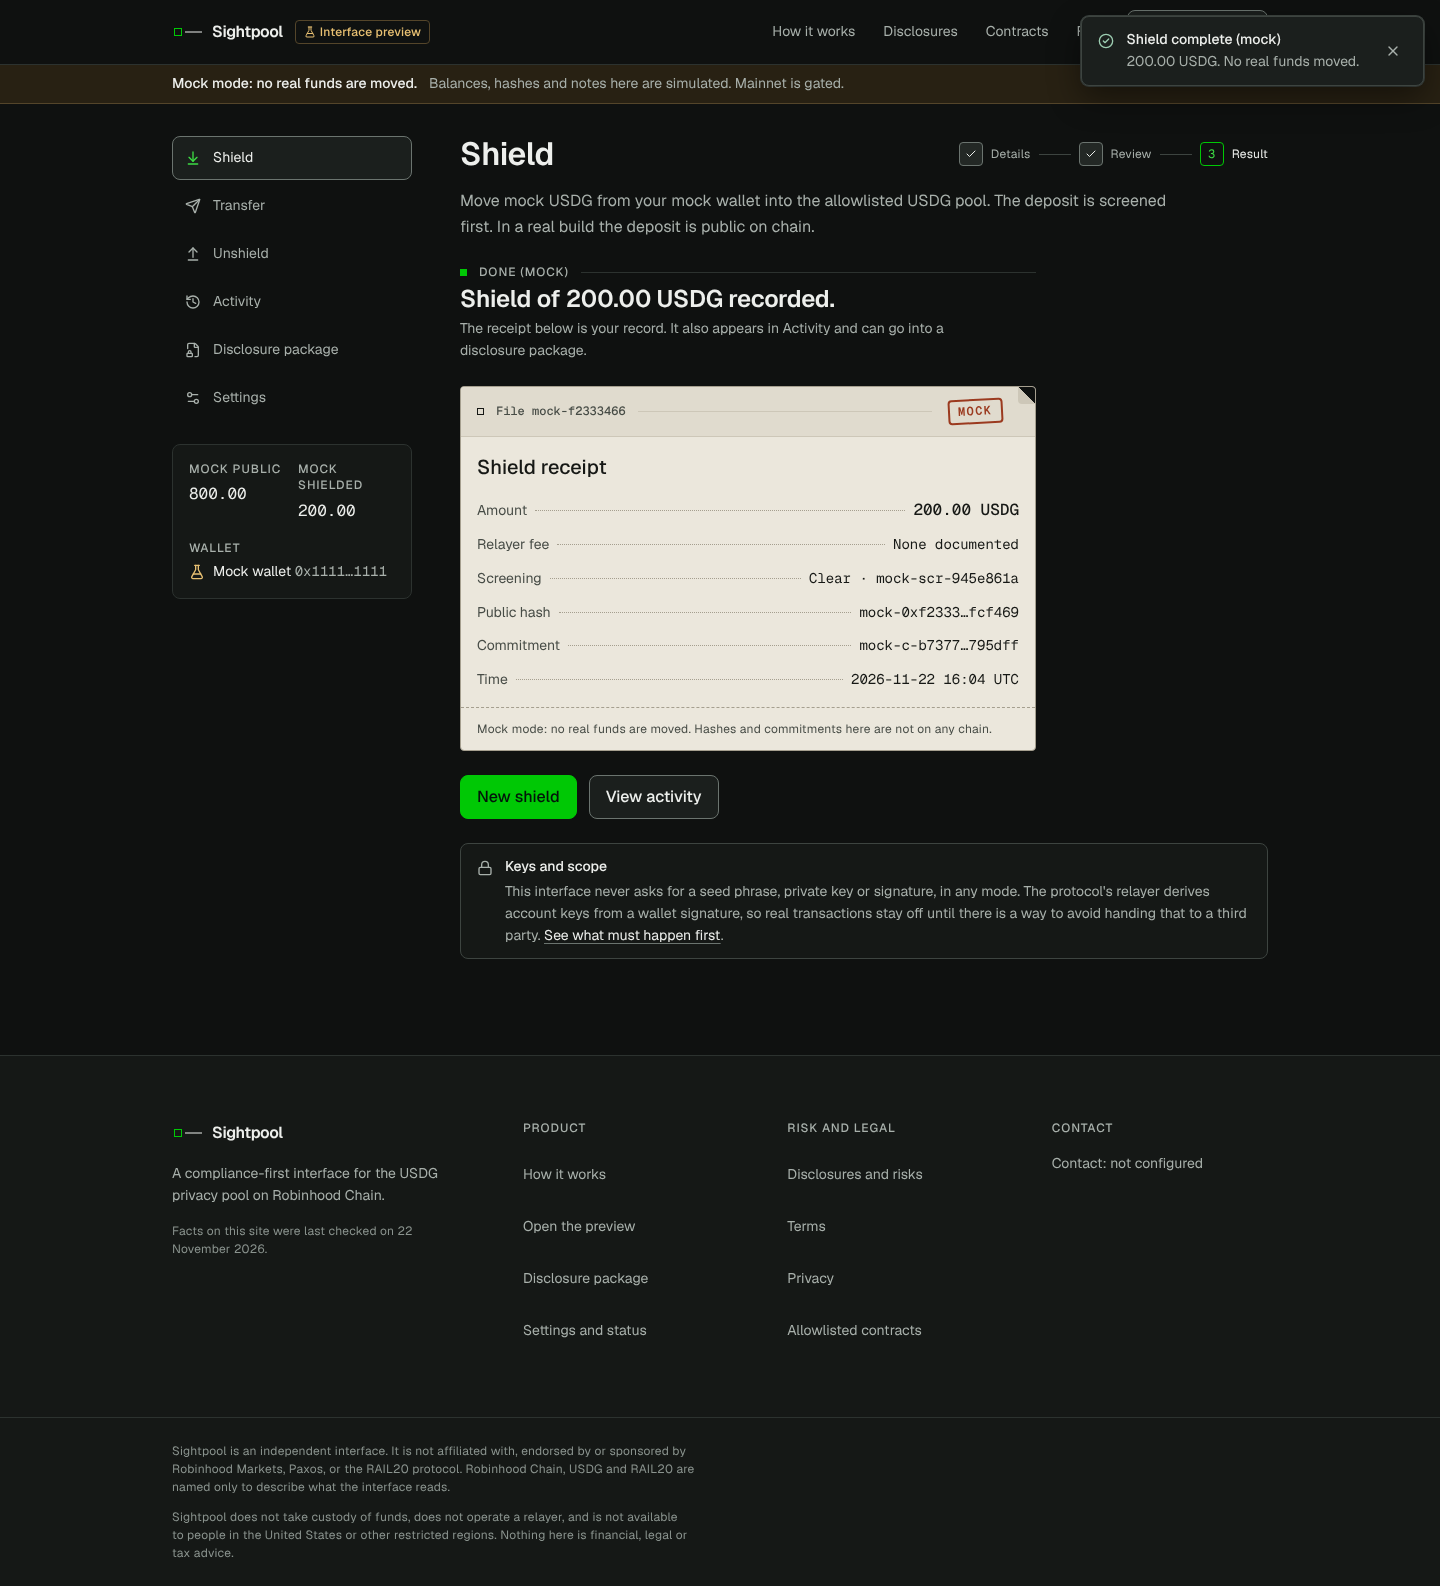 Sightpool
Interface preview
How it works
Disclosures
Contracts
Shield complete (mock)
200.00 USDG. No real funds moved.
Mock mode: no real funds are moved. Balances, hashes and notes here are simulated. Mainnet is gated.
Shield
Transfer
Unshield
Activity
Disclosure package
Settings
MOCK PUBLIC
800.00
MOCK
SHIELDED
200.00
WALLET
Mock wallet 0x1111…1111
Shield
Details
Review
3 Result
Move mock USDG from your mock wallet into the allowlisted USDG pool. The deposit is screened
first. In a real build the deposit is public on chain.
DONE (MOCK)
Shield of 200.00 USDG recorded.
The receipt below is your record. It also appears in Activity and can go into a
disclosure package.
File mock-f2333466
MOCK
Shield receipt
Amount 200.00 USDG
Relayer fee None documented
Screening Clear · mock-scr-945e861a
Public hash mock-0xf2333…fcf469
Commitment mock-c-b7377…795dff
Time 2026-11-22 16:04 UTC
Mock mode: no real funds are moved. Hashes and commitments here are not on any chain.
New shield
View activity
Keys and scope
This interface never asks for a seed phrase, private key or signature, in any mode. The protocol's relayer derives
account keys from a wallet signature, so real transactions stay off until there is a way to avoid handing that to a third
party. See what must happen first.
Sightpool
A compliance-first interface for the USDG
privacy pool on Robinhood Chain.
Facts on this site were last checked on 22
November 2026.
PRODUCT
How it works
Open the preview
Disclosure package
Settings and status
RISK AND LEGAL
Disclosures and risks
Terms
Privacy
Allowlisted contracts
CONTACT
Contact: not configured
Sightpool is an independent interface. It is not affiliated with, endorsed by or sponsored by
Robinhood Markets, Paxos, or the RAIL20 protocol. Robinhood Chain, USDG and RAIL20 are
named only to describe what the interface reads.
Sightpool does not take custody of funds, does not operate a relayer, and is not available
to people in the United States or other restricted regions. Nothing here is financial, legal or
tax advice.